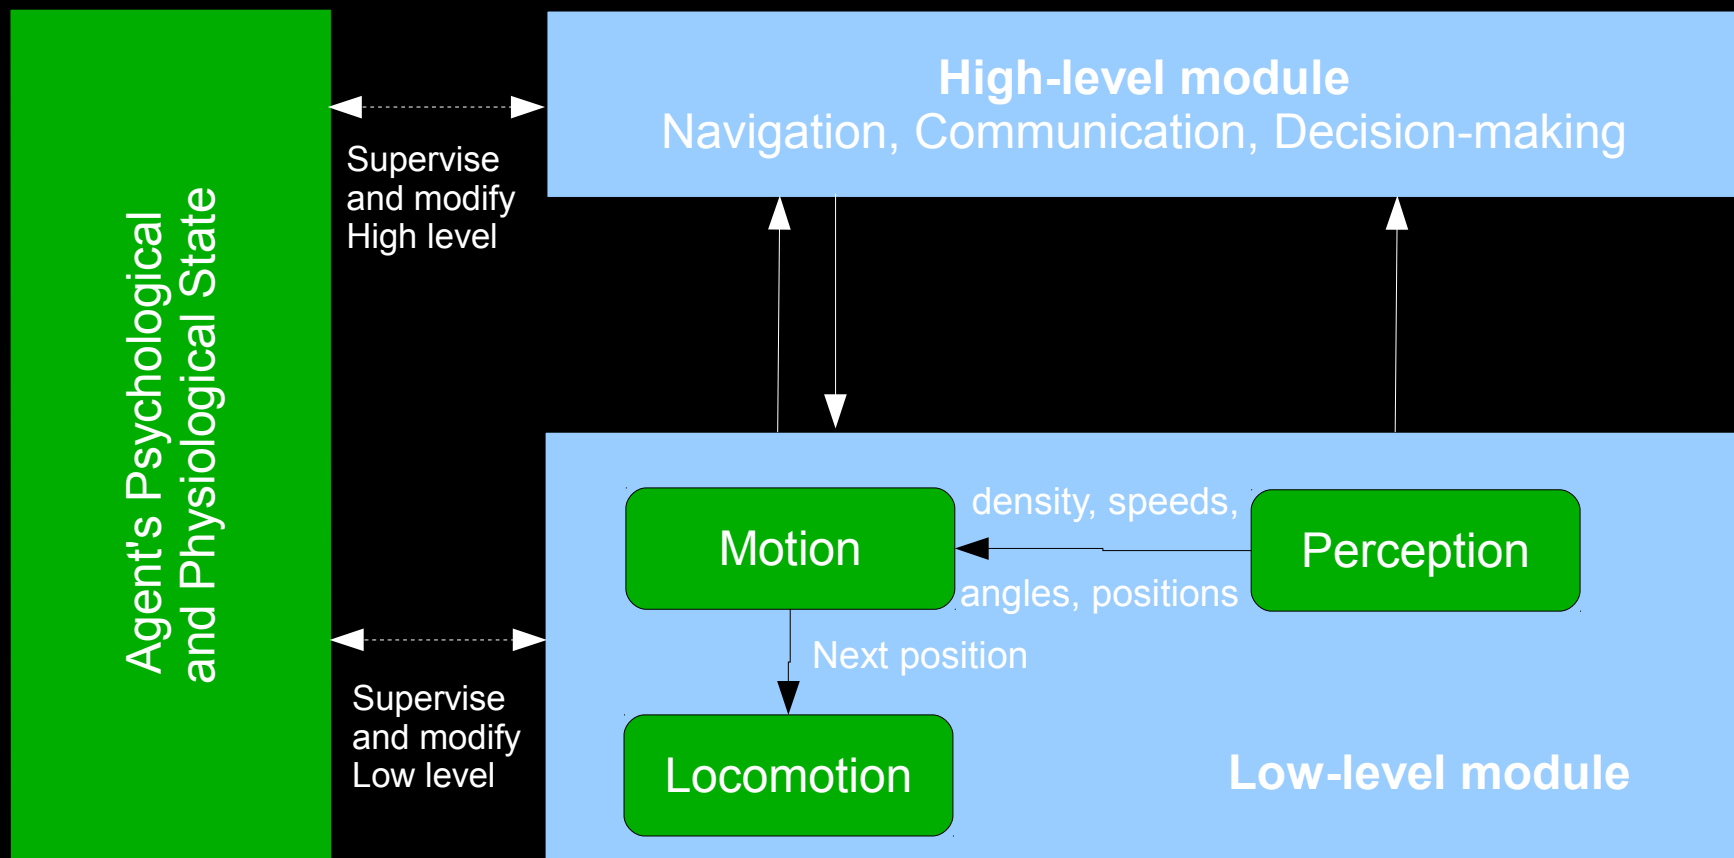 Agent's Psychological
and Physiological State
Supervise
and modify
High level
High-level module
Navigation, Communication, Decision-making
Supervise
and modify
Low level
Motion
density, speeds,
angles, positions
Perception
Next position
Locomotion
Low-level module